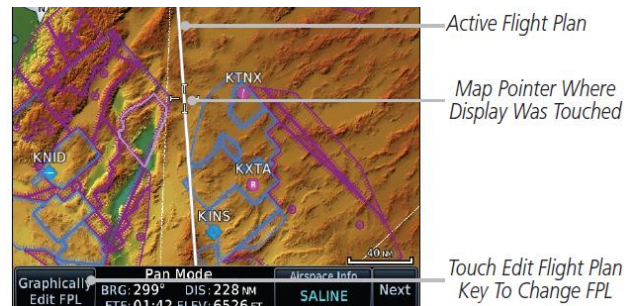 Active Flight Plan
KTNX
Map Pointer Where
Display Was Touched
KNID
KXTA
R
KINS
40 NM
Graphically
Edit FPL
Pan Mode
BRG: 299° DIS: 228 NM
ETE: 01:42 ELEV: 6526 FT
Airspace Info
SALINE
Next
Touch Edit Flight Plan
Key To Change FPL